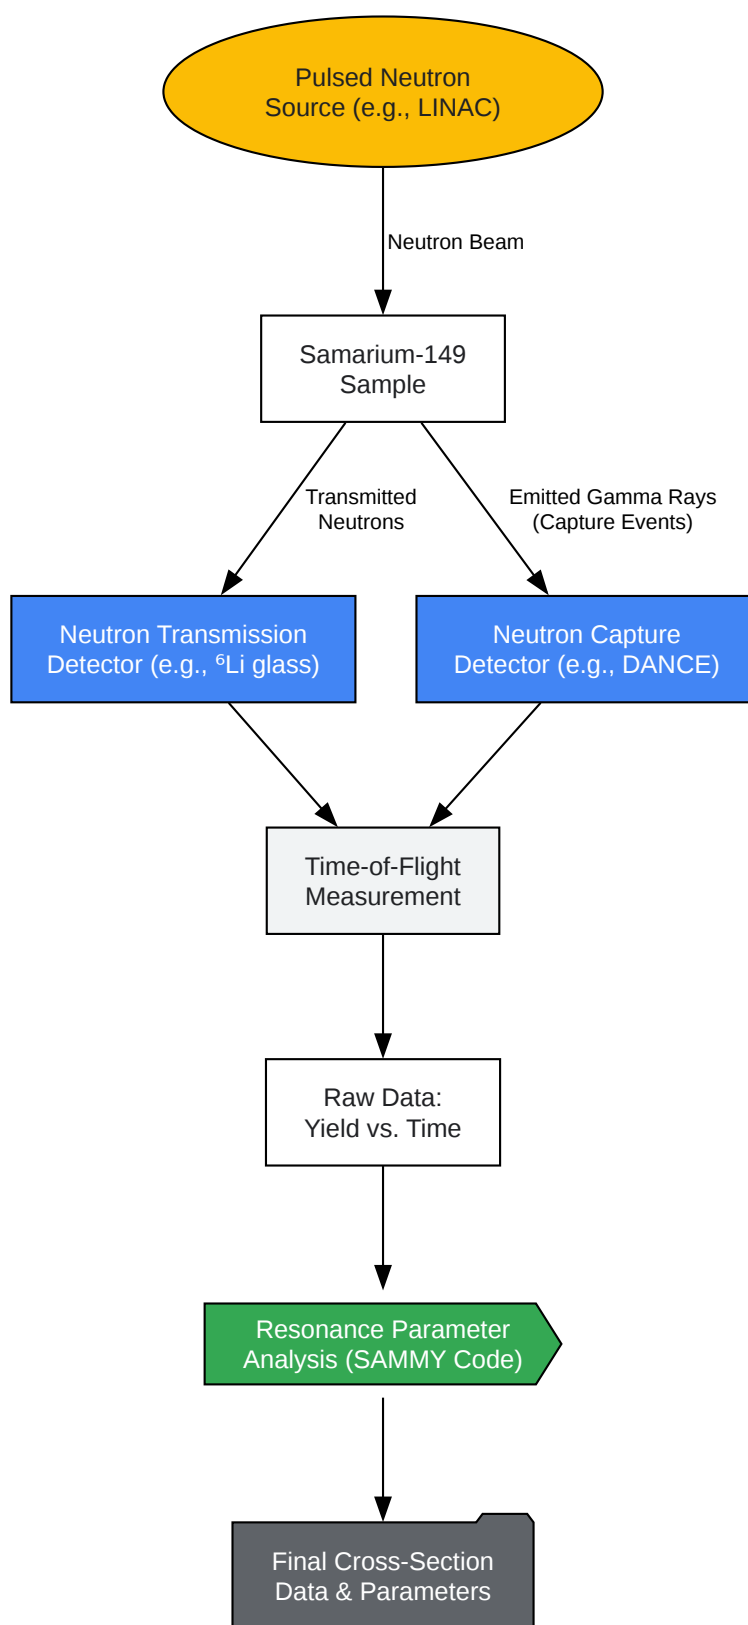 Pulsed Neutron
Source (e.g., LINAC)
Neutron Beam
Samarium-149
Sample
Transmitted
Neutrons
Emitted Gamma Rays
(Capture Events)
Neutron Transmission
Detector (e.g., ⁶Li glass)
Neutron Capture
Detector (e.g., DANCE)
Time-of-Flight
Measurement
Raw Data:
Yield vs. Time
Resonance Parameter
Analysis (SAMMY Code)
Final Cross-Section
Data & Parameters